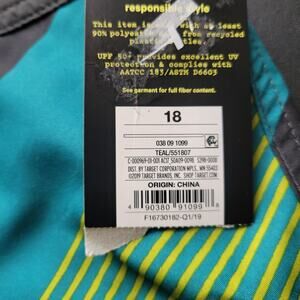 responsible style
This item is made with at least
90% polyester made from recycled
plastic bottles.
UPF 50+ provides excellent UV
protection & complies with
AATCC 183/ASTM D6603
See garment for full fiber content.
18
038 09 1099
TEAL/551807
DIST. BY TARGET CORPORATION MPLS, MN 55403
©2019 TARGET BRANDS, INC. Shop Target.com
ORIGIN: CHINA
4 90380 91099 8
F16730182-Q1/19